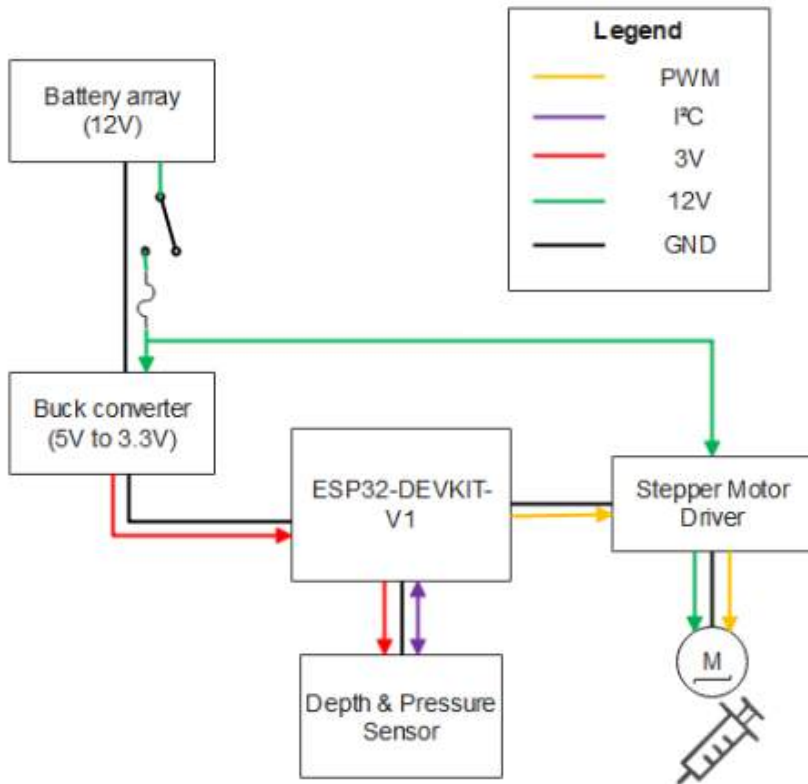 Legend
PWM
I²C
3V
12V
GND
Battery array
(12V)
Buck converter
(5V to 3.3V)
ESP32-DEVKIT-
V1
Stepper Motor
Driver
Depth & Pressure
Sensor
M